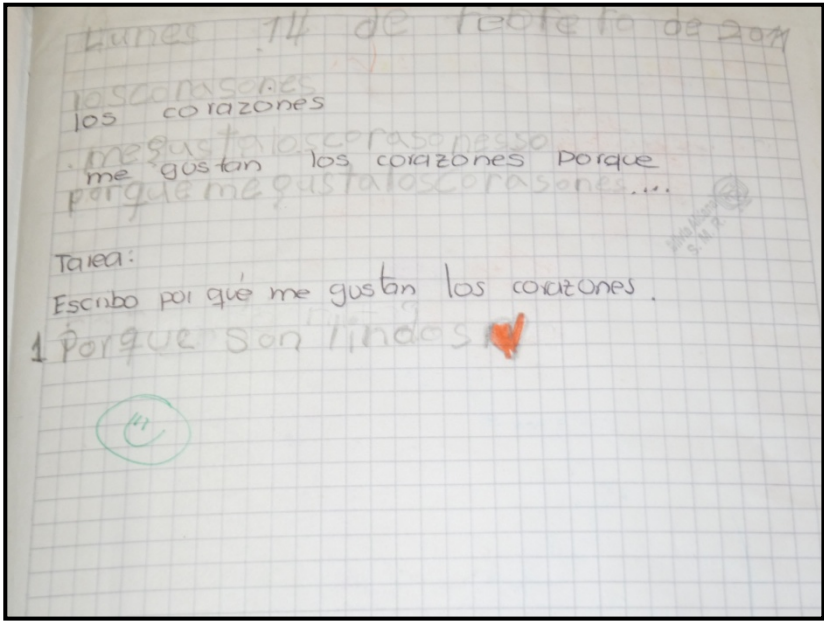 Lunes 14 de febrero de 2011
loscorasones
los corazones
.megustaloscorasonesso
me gustan los corazones porque
porquemegustaloscorasones....
Tarea:
Escribo por qué me gustan los corazones.
1 Porque son lindos